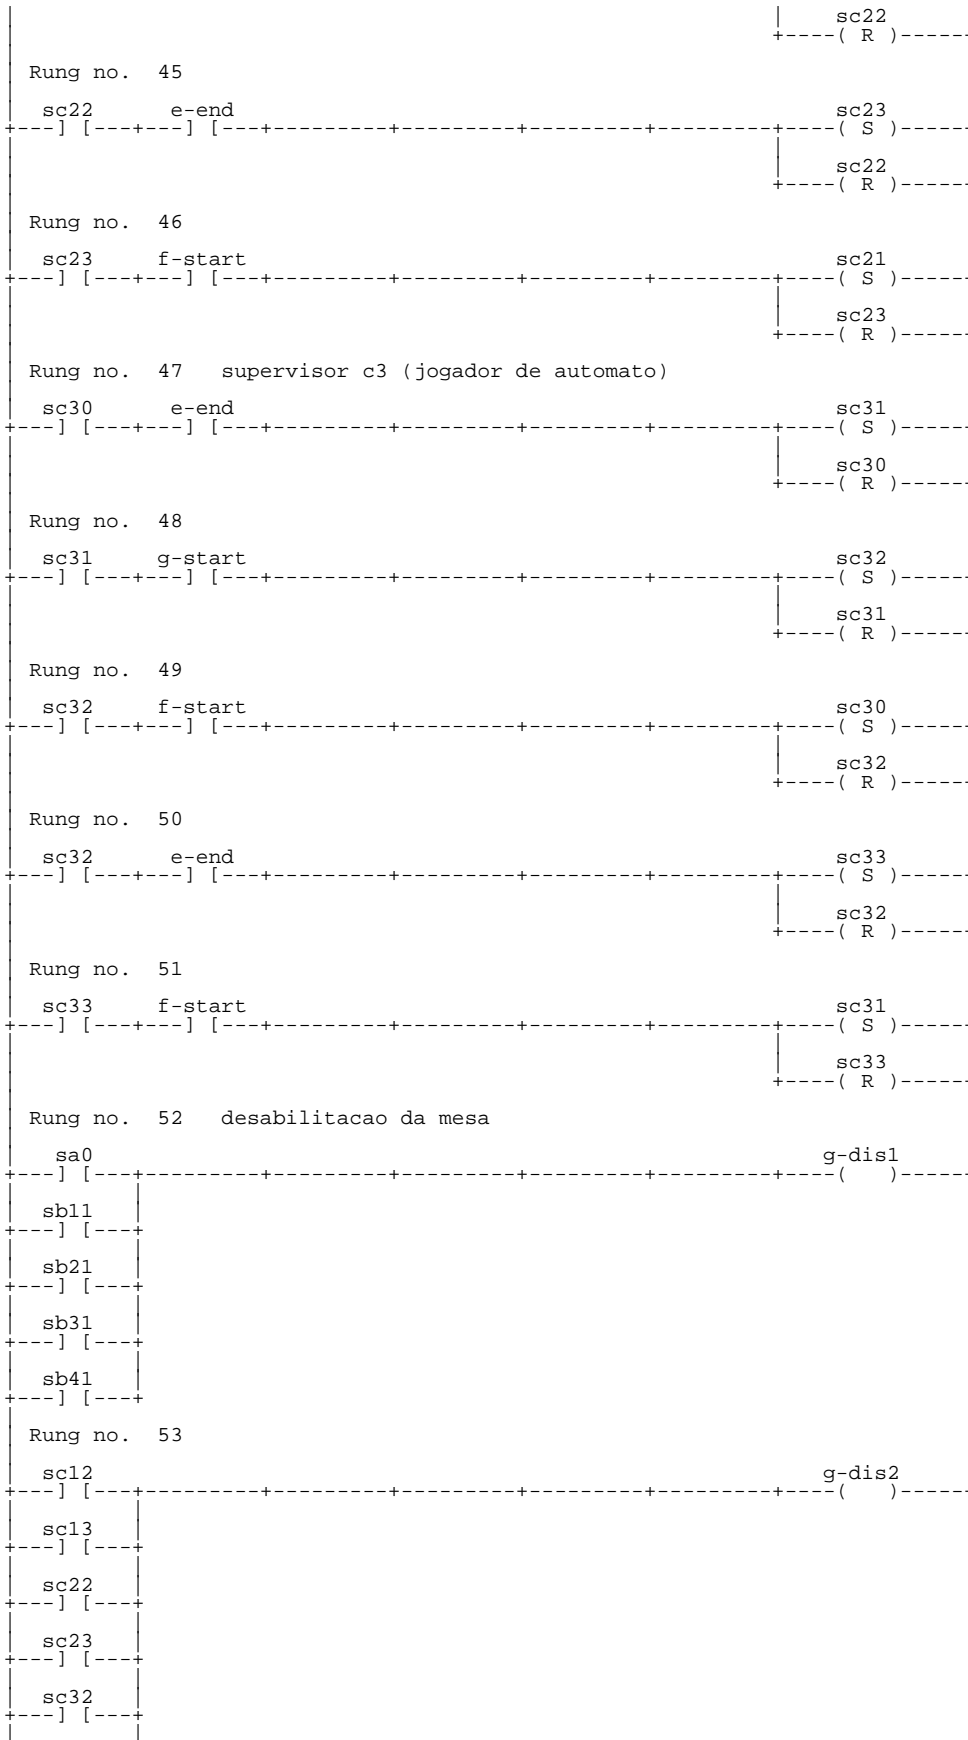 sc22
( R )
Rung no. 45
sc22 e-end sc23
] [ ] [ ( S )
sc22
( R )
Rung no. 46
sc23 f-start sc21
] [ ] [ ( S )
sc23
( R )
Rung no. 47 supervisor c3 (jogador de automato)
sc30 e-end sc31
] [ ] [ ( S )
sc30
( R )
Rung no. 48
sc31 g-start sc32
] [ ] [ ( S )
sc31
( R )
Rung no. 49
sc32 f-start sc30
] [ ] [ ( S )
sc32
( R )
Rung no. 50
sc32 e-end sc33
] [ ] [ ( S )
sc32
( R )
Rung no. 51
sc33 f-start sc31
] [ ] [ ( S )
sc33
( R )
Rung no. 52 desabilitacao da mesa
sa0 g-dis1
] [ ( )
sb11
] [
sb21
] [
sb31
] [
sb41
] [
Rung no. 53
sc12 g-dis2
] [ ( )
sc13
] [
sc22
] [
sc23
] [
sc32
] [